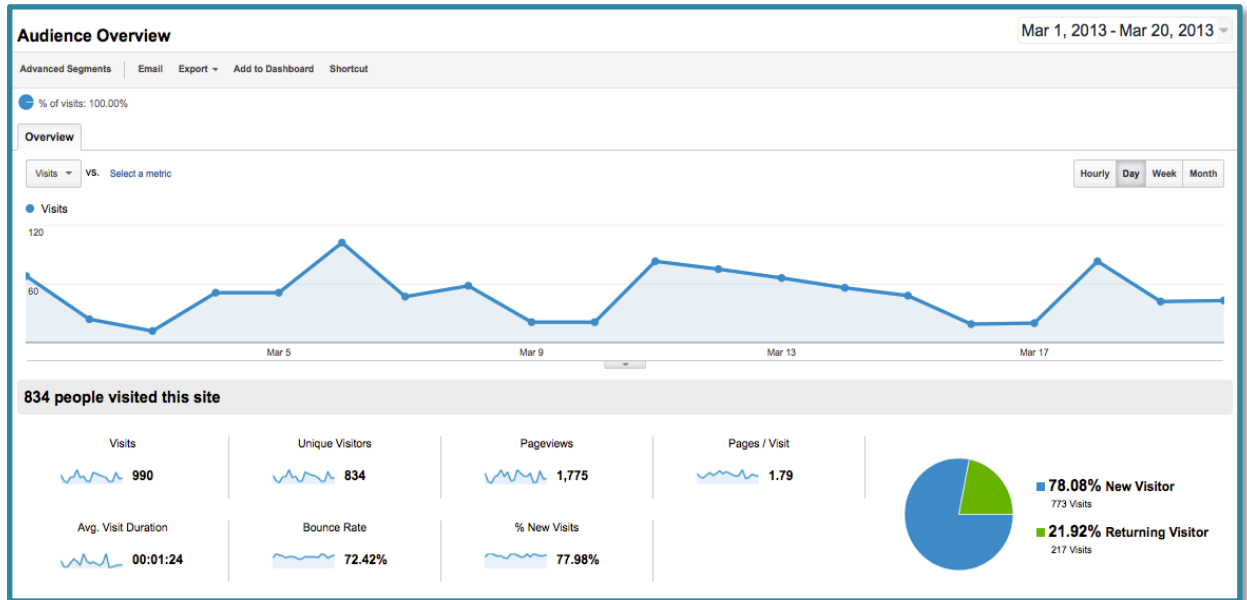 Audience Overview
Mar 1, 2013 - Mar 20, 2013
Advanced Segments Email Export Add to Dashboard Shortcut
% of visits: 100.00%
Overview
Visits VS. Select a metric
Hourly Day Week Month
Visits
120
60
Mar 5 Mar 9 Mar 13 Mar 17
834 people visited this site
Visits Unique Visitors Pageviews Pages / Visit
990 834 1,775 1.79
78.08% New Visitor
773 Visits
Avg. Visit Duration Bounce Rate % New Visits
21.92% Returning Visitor
217 Visits
00:01:24 72.42% 77.98%